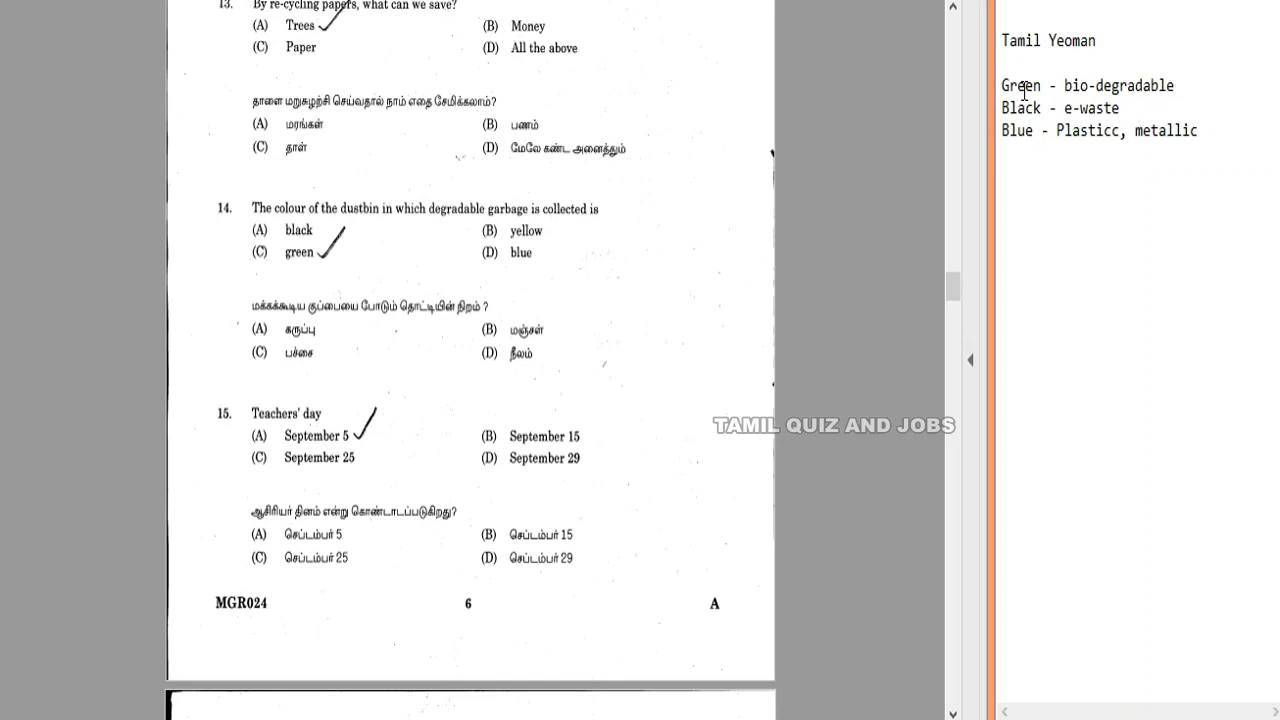 13. By re-cycling papers, what can we save?
(A) Trees (B) Money
(C) Paper (D) All the above
தாளை மறுசுழற்சி செய்வதால் நாம் எதை சேமிக்கலாம்?
(A) மரங்கள் (B) பணம்
(C) தாள் (D) மேலே கண்ட அனைத்தும்
14. The colour of the dustbin in which degradable garbage is collected is
(A) black (B) yellow
(C) green (D) blue
மக்கக்கூடிய குப்பையை போடும் தொட்டியின் நிறம் ?
(A) கருப்பு (B) மஞ்சள்
(C) பச்சை (D) நீலம்
15. Teachers' day
(A) September 5 (B) September 15
(C) September 25 (D) September 29
ஆசிரியர் தினம் என்று கொண்டாடப்படுகிறது?
(A) செப்டம்பர் 5 (B) செப்டம்பர் 15
(C) செப்டம்பர் 25 (D) செப்டம்பர் 29
MGR024 6 A
TAMIL QUIZ AND JOBS
Tamil Yeoman
Green - bio-degradable
Black - e-waste
Blue - Plasticc, metallic